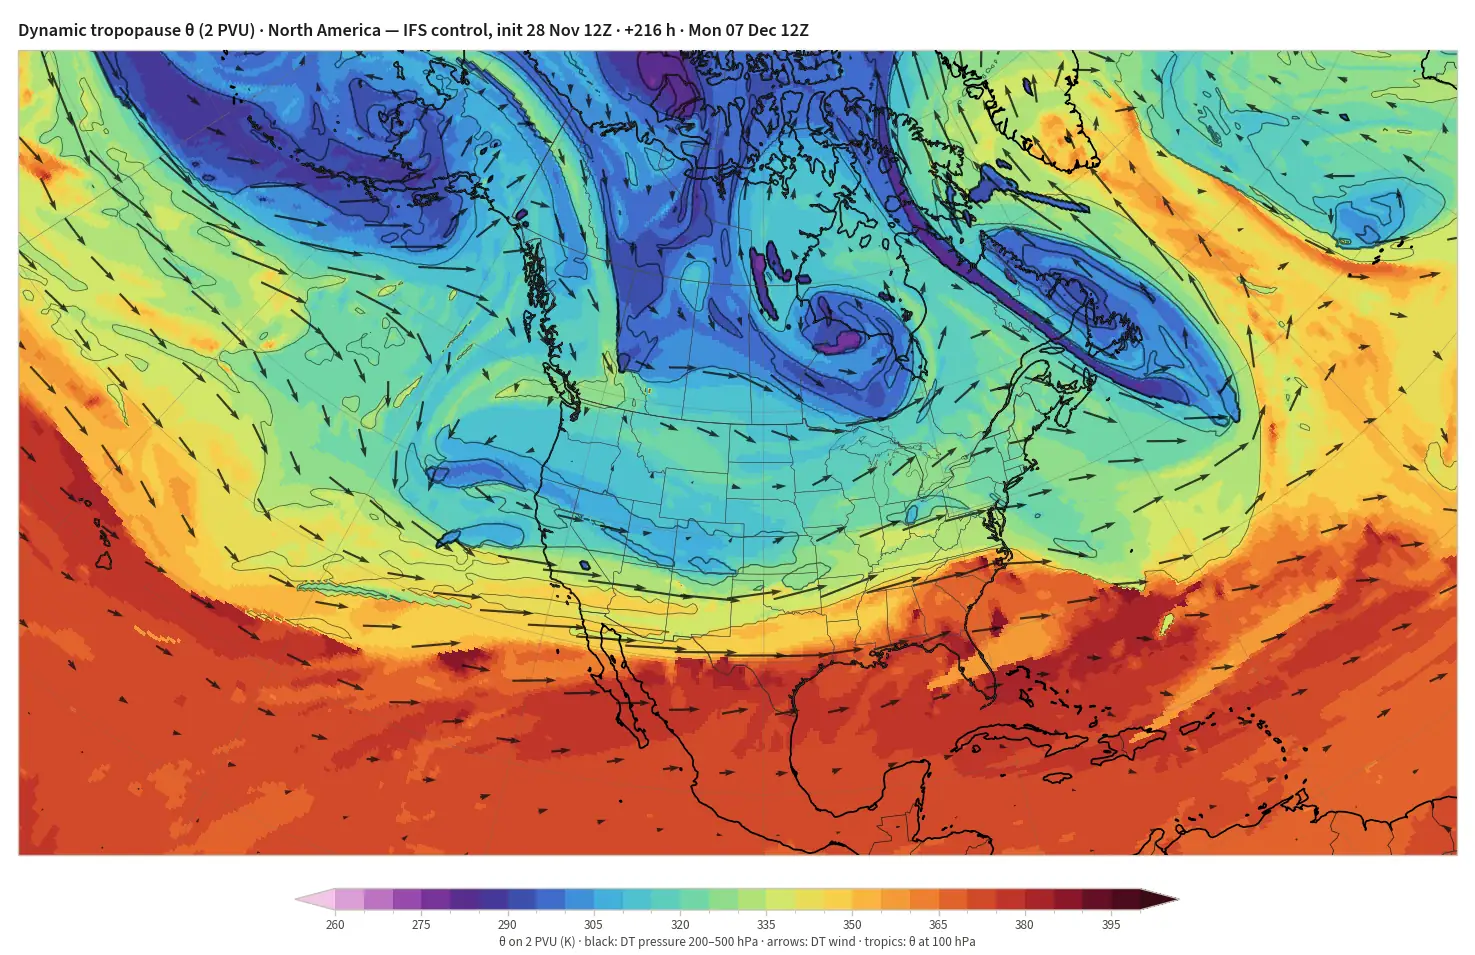 Dynamic tropopause θ (2 PVU) · North America — IFS control, init 28 Nov 12Z · +216 h · Mon 07 Dec 12Z
260 275 290 305 320 335 350 365 380 395
θ on 2 PVU (K) · black: DT pressure 200–500 hPa · arrows: DT wind · tropics: θ at 100 hPa